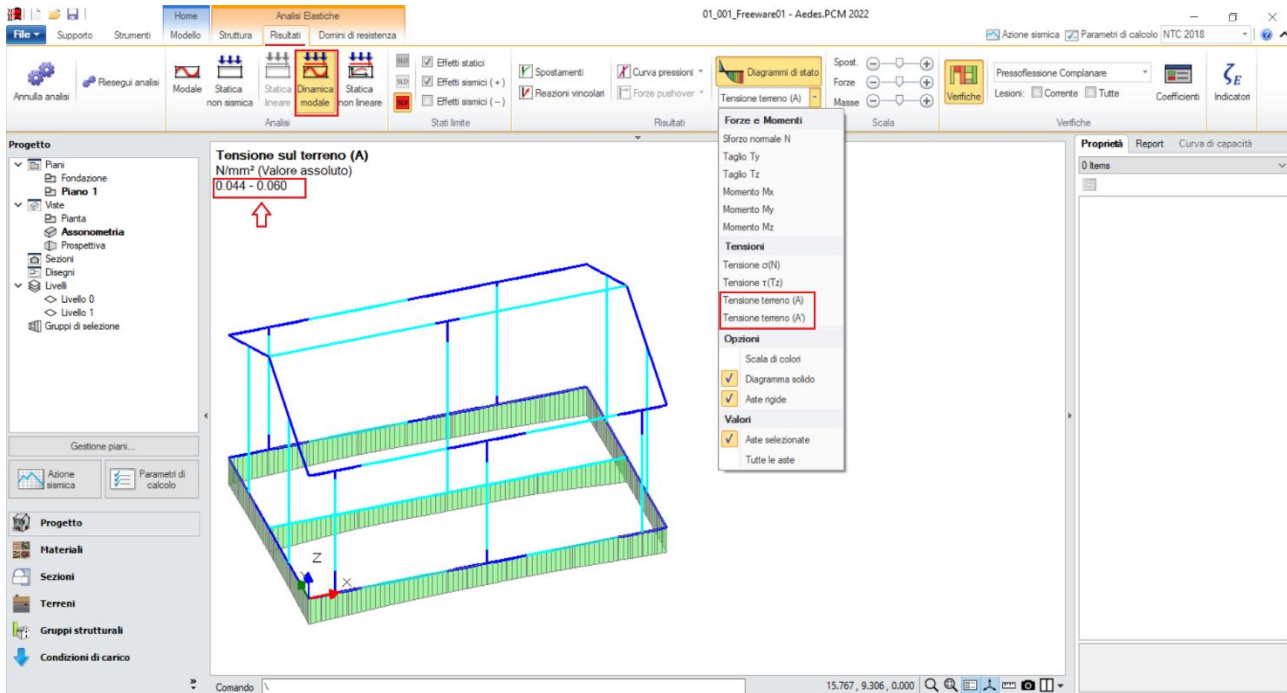 Home
Analisi Elastiche
01_001_Freeware01 - Aedes.PCM 2022
File
Supporto
Strumenti
Modello
Struttura
Risultati
Domini di resistenza
Azione sismica
Parametri di calcolo
NTC 2018
Annulla analisi
Riesegui analisi
Modale
Statica non sismica
Statica lineare
Dinamica modale
Statica non lineare
Analisi
SLD
Effetti statici
Effetti sismici (+)
Effetti sismici (−)
Stati limite
Spostamenti
Reazioni vincolari
Curva pressioni
Forze pushover
Diagrammi di stato
Tensione terreno (A)
Risultati
Spost.
Forze
Masse
Scala
Verifiche
Pressoflessione Complanare
Lesioni:
Corrente
Tutte
Coefficienti
ζE
Indicatori
Verifiche
Progetto
Piani
Fondazione
Piano 1
Viste
Pianta
Assonometria
Prospettiva
Sezioni
Disegni
Livelli
Livello 0
Livello 1
Gruppi di selezione
Gestione piani...
Azione sismica
Parametri di calcolo
Progetto
Materiali
Sezioni
Terreni
Gruppi strutturali
Condizioni di carico
Tensione sul terreno (A)
N/mm² (Valore assoluto)
0.044 - 0.060
Z
X
Forze e Momenti
Sforzo normale N
Taglio Ty
Taglio Tz
Momento Mx
Momento My
Momento Mz
Tensioni
Tensione σ(N)
Tensione τ(Tz)
Tensione terreno (A)
Tensione terreno (A')
Opzioni
Scala di colori
Diagramma solido
Aste rigide
Valori
Aste selezionate
Tutte le aste
Proprietà
Report
Curva di capacità
0 Items
Comando
\
15.767 , 9.306 , 0.000